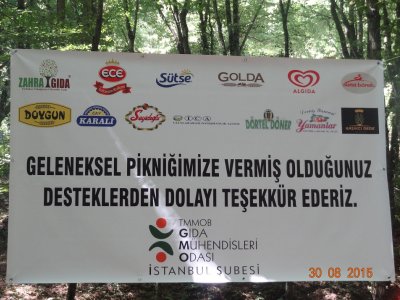 ZAHRA GIDA
ECE
Sütse
GOLDA
ALGIDA
DOYGUN
KARALI
Seyidoğlu
DÖRTEL DÖNER
Yamanlar
GELENEKSEL PİKNİĞİMİZE VERMİŞ OLDUĞUNUZ
DESTEKLERDEN DOLAYI TEŞEKKÜR EDERİZ.
TMMOB
GIDA
MÜHENDİSLERİ
ODASI
İSTANBUL ŞUBESİ
30 08 2015